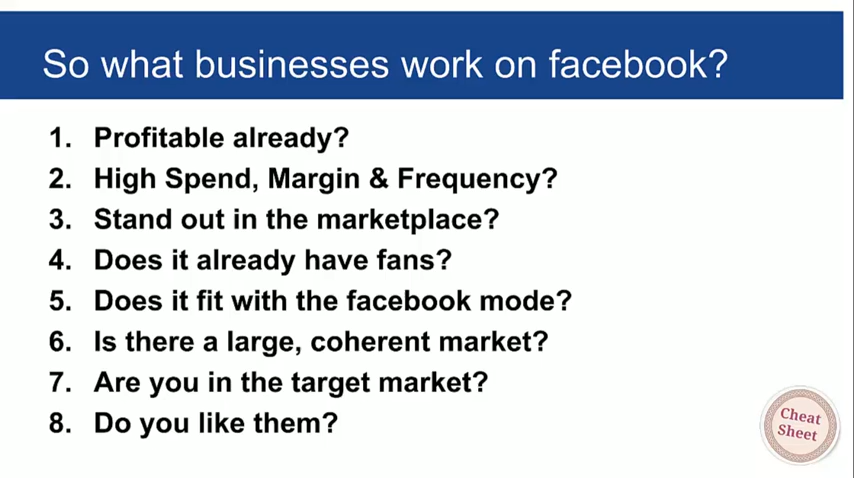 So what businesses work on facebook?
1. Profitable already?
2. High Spend, Margin & Frequency?
3. Stand out in the marketplace?
4. Does it already have fans?
5. Does it fit with the facebook mode?
6. Is there a large, coherent market?
7. Are you in the target market?
8. Do you like them?
Cheat
Sheet